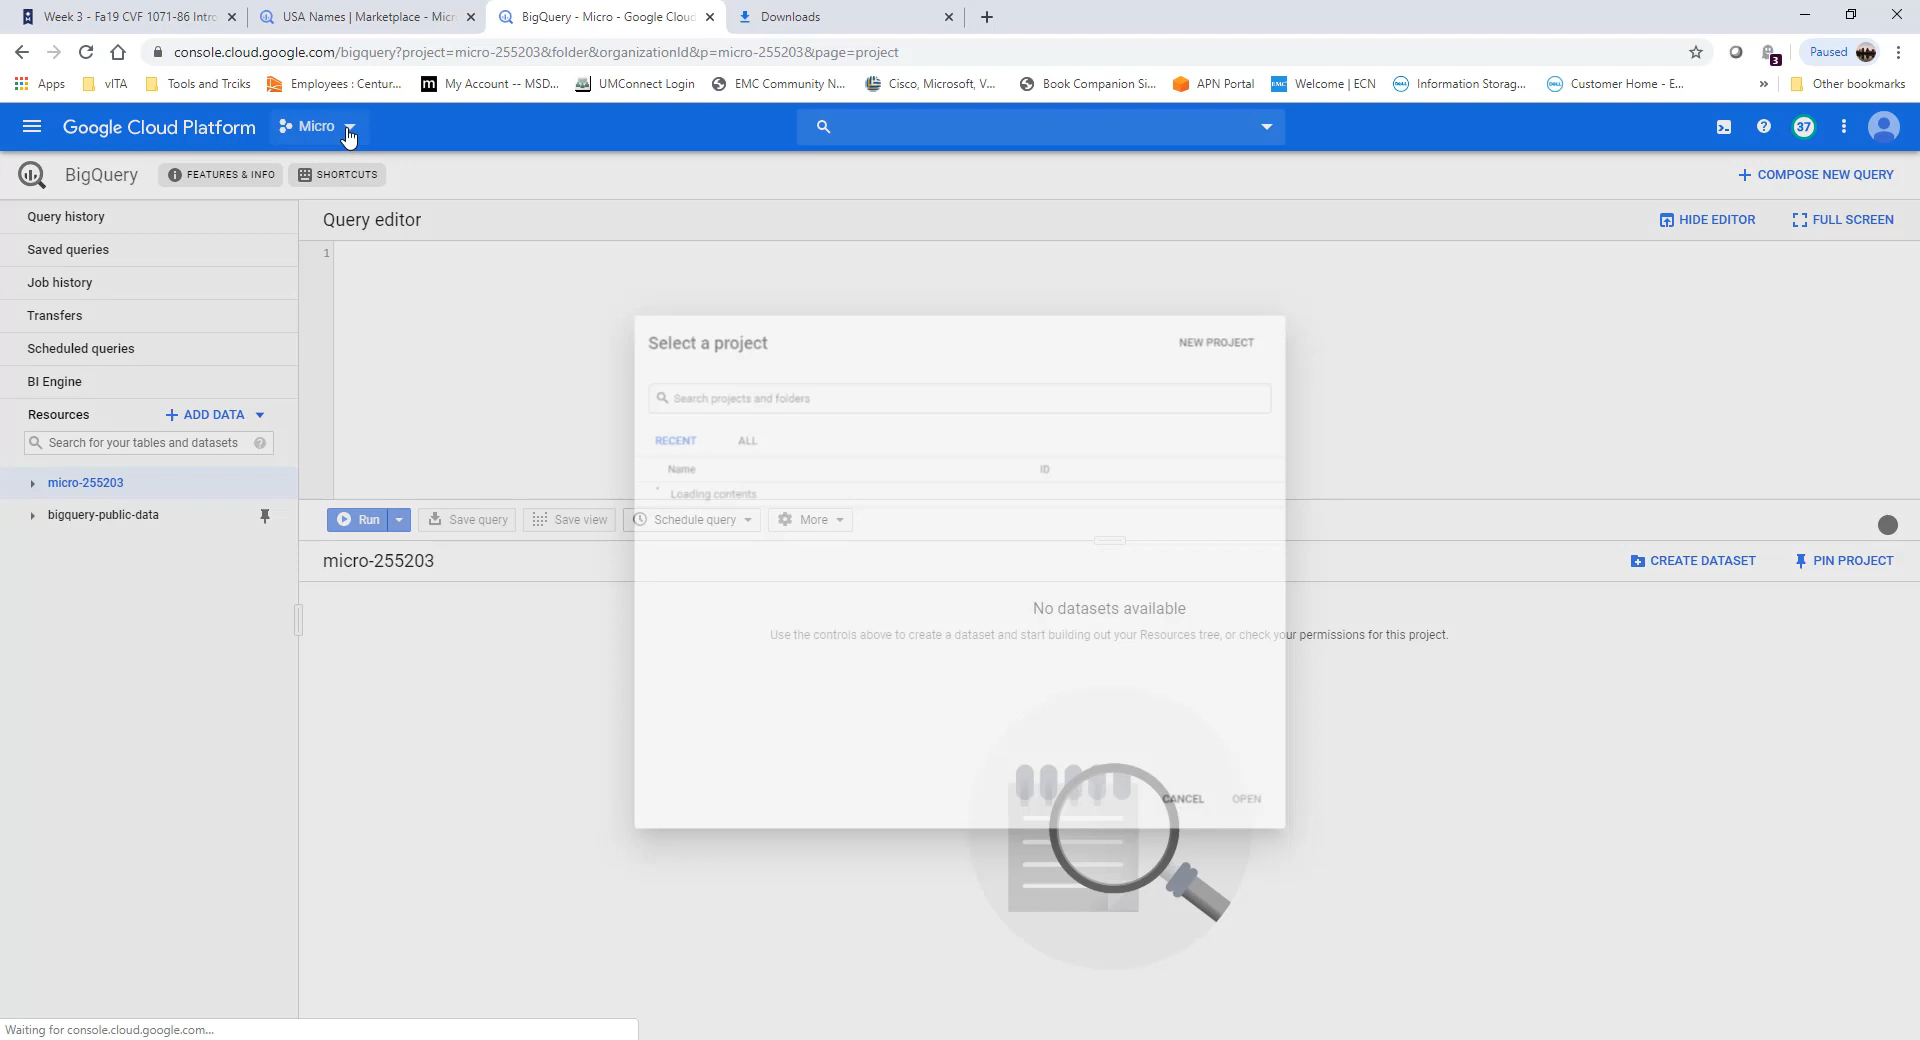 Week 3 - Fa19 CVF 1071-86 Intro
USA Names | Marketplace - Micr
BigQuery - Micro - Google Cloud
Downloads
console.cloud.google.com/bigquery?project=micro-255203&folder&organizationId&p=micro-255203&page=project
3
Paused
Apps
vITA
Tools and Trciks
Employees : Centur...
m My Account -- MSD...
UMConnect Login
EMC Community N...
Cisco, Microsoft, V...
Book Companion Si...
APN Portal
EMC Welcome | ECN
Information Storag...
Customer Home - E...
»
Other bookmarks
Google Cloud Platform
Micro
37
BigQuery
FEATURES & INFO
SHORTCUTS
COMPOSE NEW QUERY
Query history
Saved queries
Job history
Transfers
Scheduled queries
BI Engine
Resources
ADD DATA
Search for your tables and datasets
micro-255203
bigquery-public-data
Query editor
HIDE EDITOR
FULL SCREEN
1
Select a project
NEW PROJECT
Search projects and folders
RECENT
ALL
Name
ID
Loading contents
Run
Save query
Save view
Schedule query
More
micro-255203
CREATE DATASET
PIN PROJECT
No datasets available
Use the controls above to create a dataset and start building out your Resources tree, or check your permissions for this project.
CANCEL
OPEN
Waiting for console.cloud.google.com...